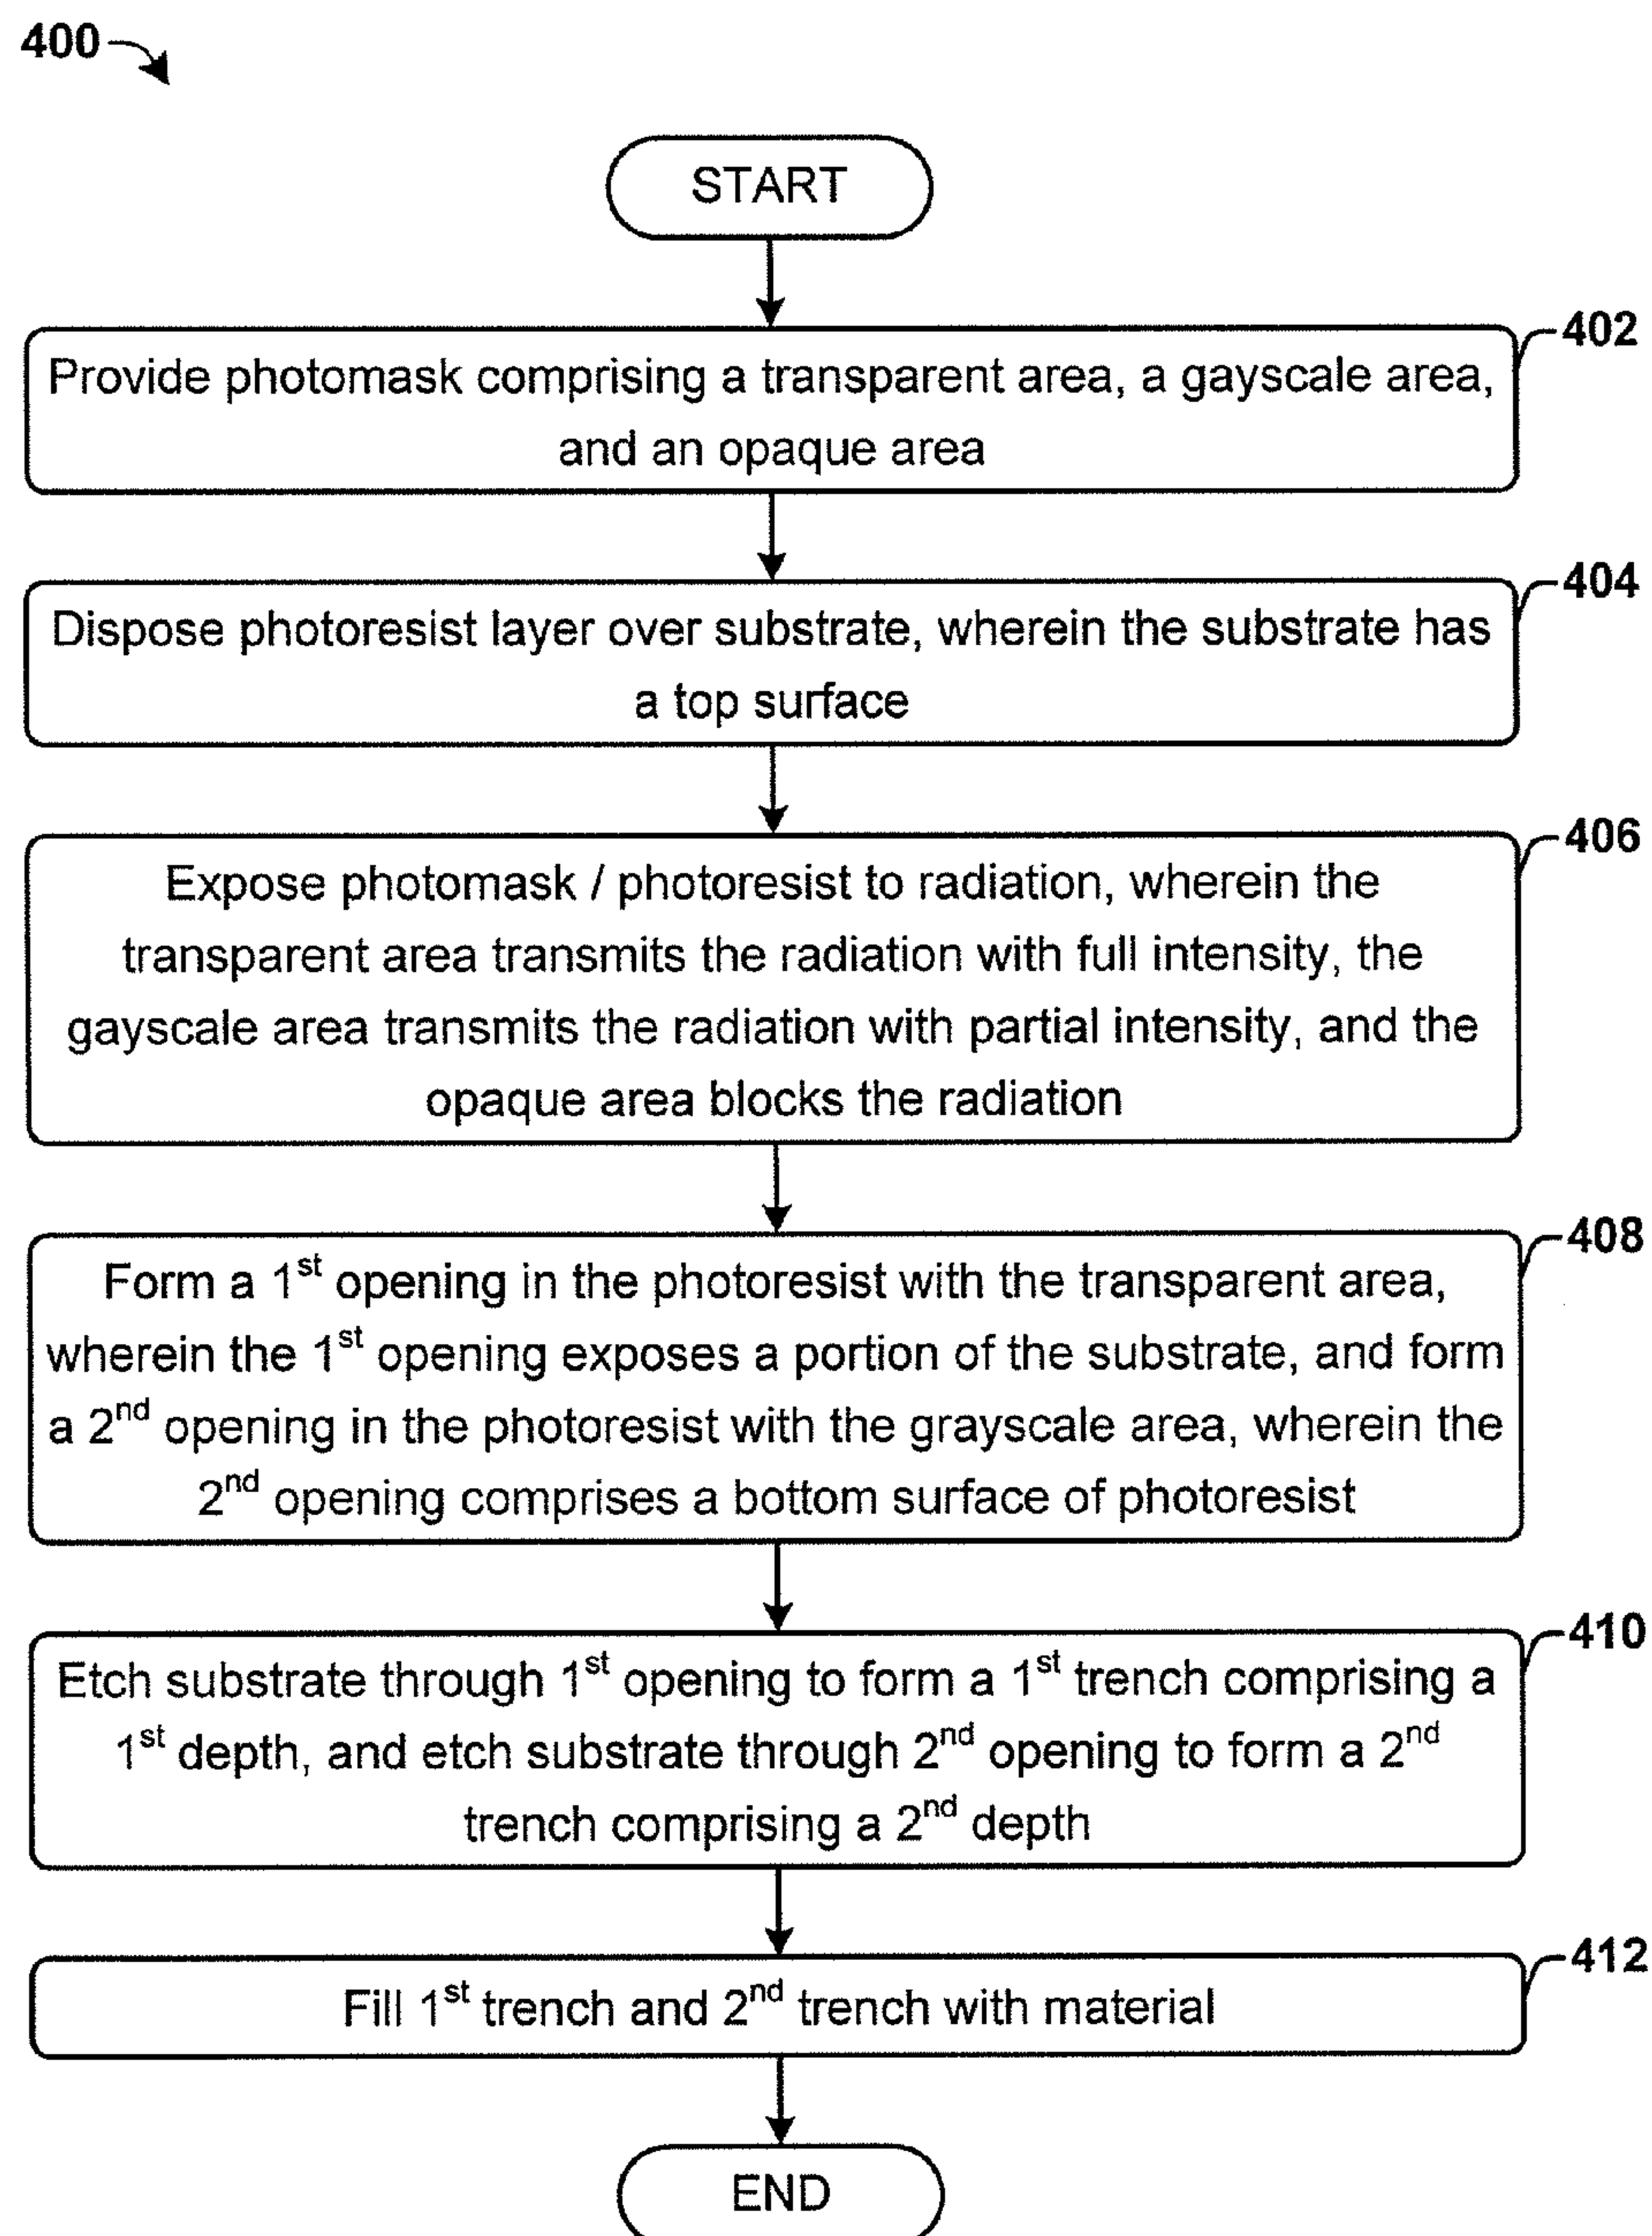 400
START
402
Provide photomask comprising a transparent area, a gayscale area,
and an opaque area
404
Dispose photoresist layer over substrate, wherein the substrate has
a top surface
406
Expose photomask / photoresist to radiation, wherein the
transparent area transmits the radiation with full intensity, the
gayscale area transmits the radiation with partial intensity, and the
opaque area blocks the radiation
408
Form a 1st opening in the photoresist with the transparent area,
wherein the 1st opening exposes a portion of the substrate, and form
a 2nd opening in the photoresist with the grayscale area, wherein the
2nd opening comprises a bottom surface of photoresist
410
Etch substrate through 1st opening to form a 1st trench comprising a
1st depth, and etch substrate through 2nd opening to form a 2nd
trench comprising a 2nd depth
412
Fill 1st trench and 2nd trench with material
END